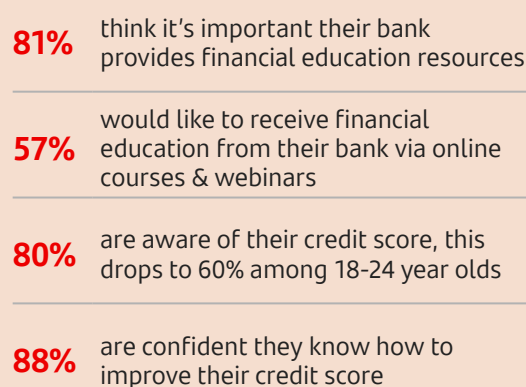 81%
think it's important their bank
provides financial education resources
57%
would like to receive financial
education from their bank via online
courses & webinars
80%
are aware of their credit score, this
drops to 60% among 18-24 year olds
88%
are confident they know how to
improve their credit score